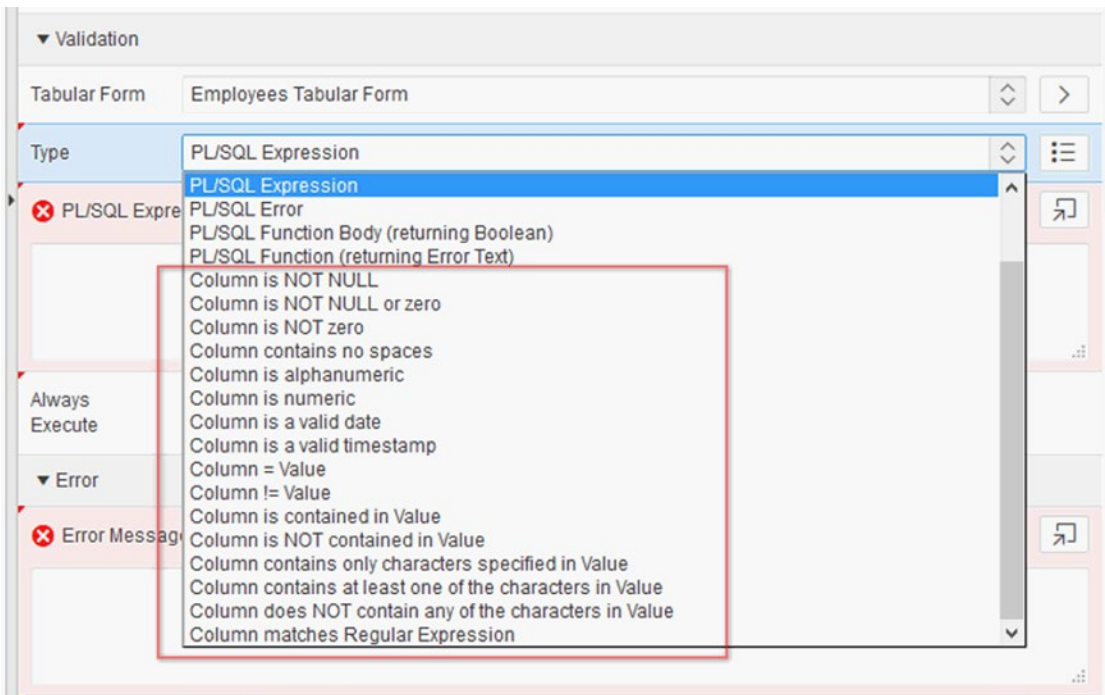 Validation
Tabular Form Employees Tabular Form
Type PL/SQL Expression
PL/SQL Expression
PL/SQL Expre PL/SQL Error
PL/SQL Function Body (returning Boolean)
PL/SQL Function (returning Error Text)
Column is NOT NULL
Column is NOT NULL or zero
Column is NOT zero
Column contains no spaces
Column is alphanumeric
Column is numeric
Column is a valid date
Column is a valid timestamp
Column = Value
Column != Value
Column is contained in Value
Column is NOT contained in Value
Column contains only characters specified in Value
Column contains at least one of the characters in Value
Column does NOT contain any of the characters in Value
Column matches Regular Expression
Always
Execute
Error
Error Messag